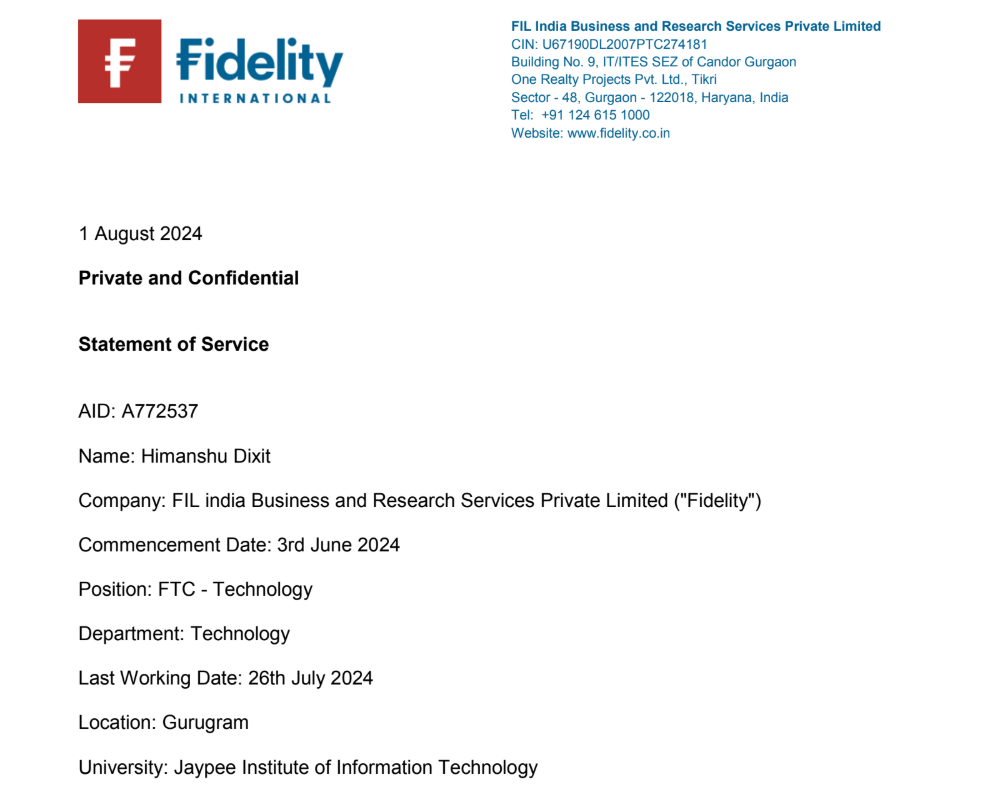 Fidelity
INTERNATIONAL
FIL India Business and Research Services Private Limited
CIN: U67190DL2007PTC274181
Building No. 9, IT/ITES SEZ of Candor Gurgaon
One Realty Projects Pvt. Ltd., Tikri
Sector - 48, Gurgaon - 122018, Haryana, India
Tel: +91 124 615 1000
Website: www.fidelity.co.in
1 August 2024
Private and Confidential
Statement of Service
AID: A772537
Name: Himanshu Dixit
Company: FIL india Business and Research Services Private Limited ("Fidelity")
Commencement Date: 3rd June 2024
Position: FTC - Technology
Department: Technology
Last Working Date: 26th July 2024
Location: Gurugram
University: Jaypee Institute of Information Technology